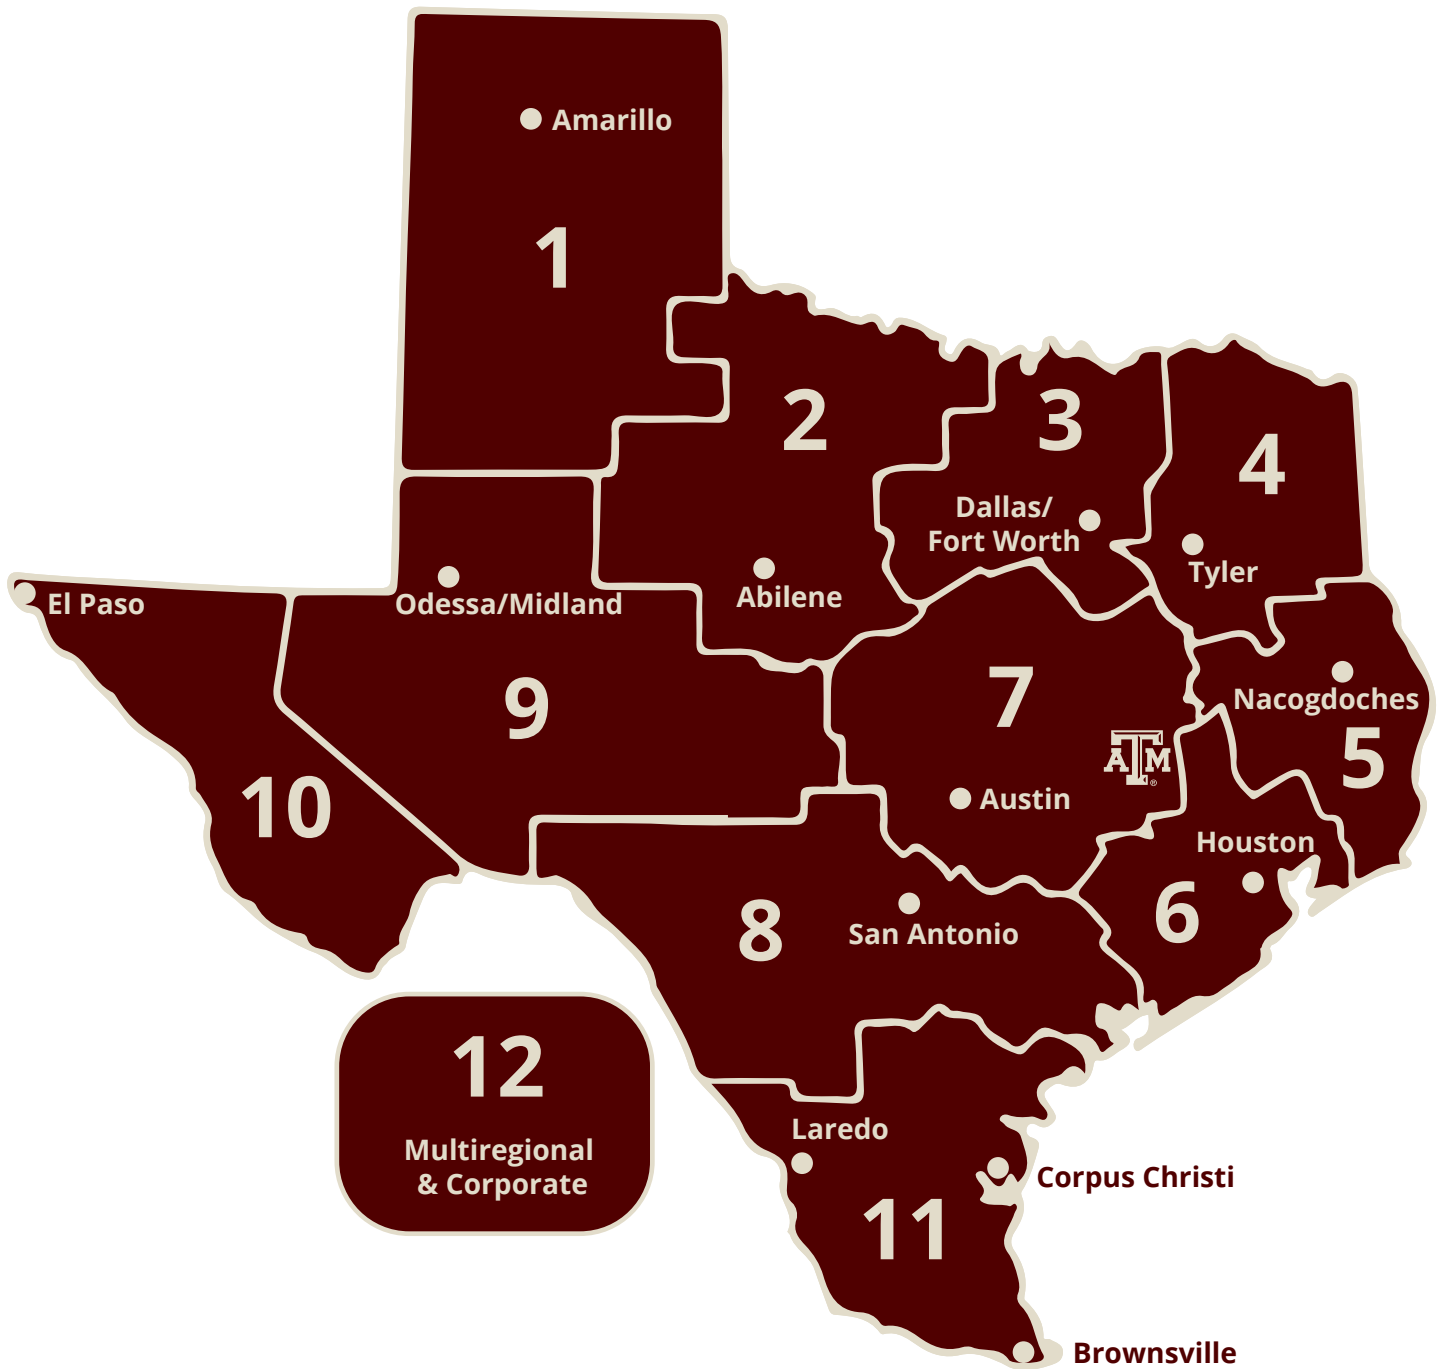 Amarillo
1
2
3
4
Dallas/
Fort Worth
Tyler
El Paso
Odessa/Midland
Abilene
9
7
Nacogdoches
5
10
ATM®
Austin
Houston
8
6
San Antonio
12
Multiregional
& Corporate
Laredo
Corpus Christi
11
Brownsville